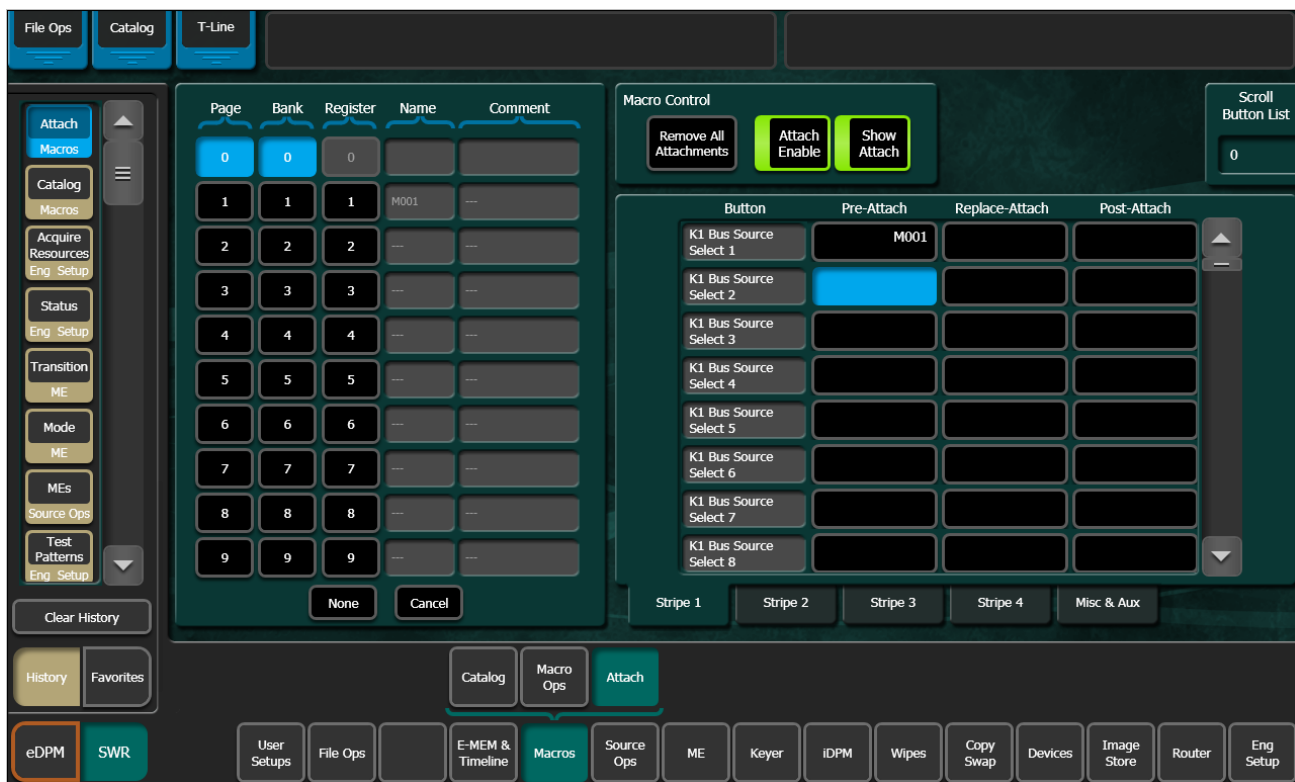 File Ops
Catalog
T-Line
Attach
Macros
Catalog
Macros
Acquire
Resources
Eng Setup
Status
Eng Setup
Transition
ME
Mode
ME
MEs
Source Ops
Test
Patterns
Eng Setup
Clear History
History
Favorites
Page Bank Register Name Comment
0 0 0
1 1 1 M001 ---
2 2 2 --- ---
3 3 3 --- ---
4 4 4 --- ---
5 5 5 --- ---
6 6 6 --- ---
7 7 7 --- ---
8 8 8 --- ---
9 9 9 --- ---
None Cancel
Macro Control
Remove All
Attachments
Attach
Enable
Show
Attach
Scroll
Button List
0
Button Pre-Attach Replace-Attach Post-Attach
K1 Bus Source
Select 1
M001
K1 Bus Source
Select 2
K1 Bus Source
Select 3
K1 Bus Source
Select 4
K1 Bus Source
Select 5
K1 Bus Source
Select 6
K1 Bus Source
Select 7
K1 Bus Source
Select 8
Stripe 1 Stripe 2 Stripe 3 Stripe 4 Misc & Aux
Catalog
Macro
Ops
Attach
eDPM
SWR
User
Setups
File Ops
E-MEM &
Timeline
Macros
Source
Ops
ME
Keyer
iDPM
Wipes
Copy
Swap
Devices
Image
Store
Router
Eng
Setup